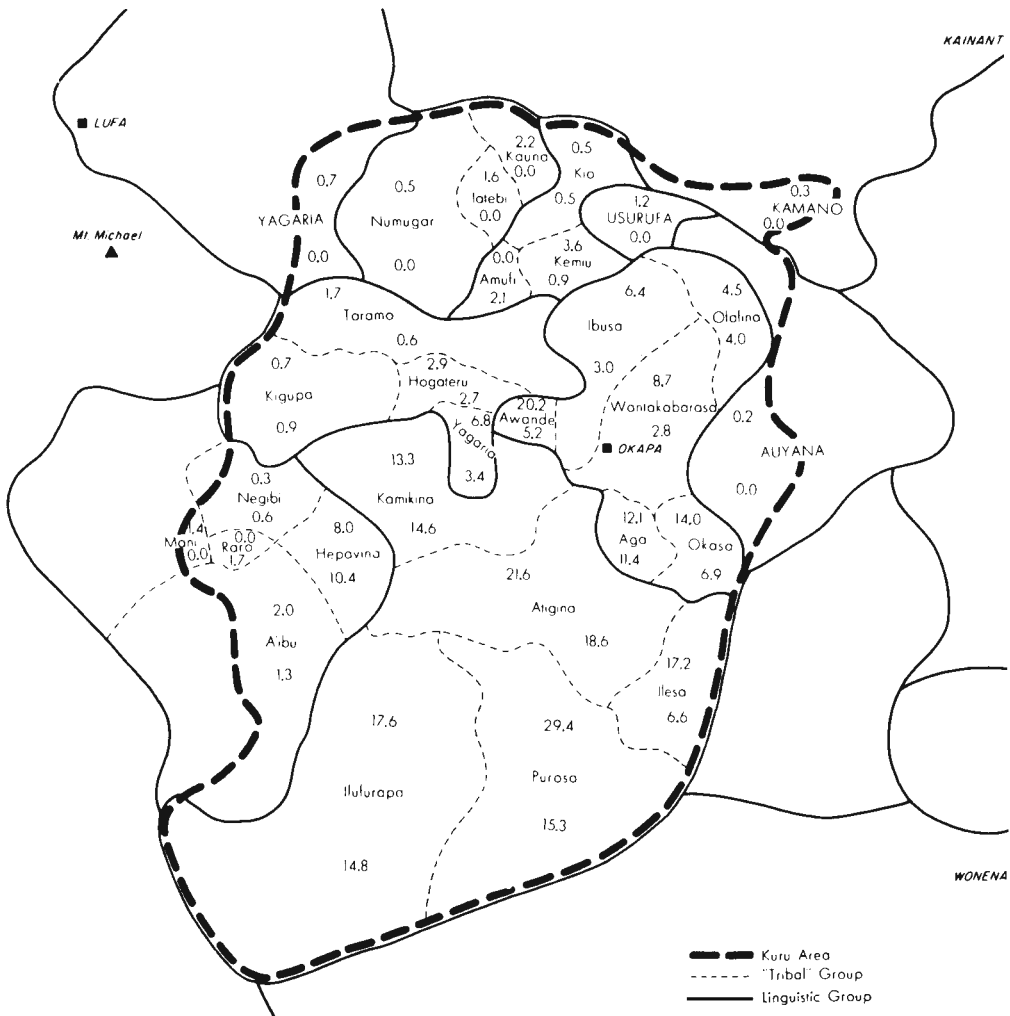 KAINANT
LUFA
2.2
Kauna
0.0
0.5
Kio
0.5
0.7
YAGARIA
0.0
0.5
Numugar
0.0
1.6
Iatebi
0.0
1.2
USURUFA
0.0
0.3
KAMANO
0.0
Mt. Michael
0.0
Amufi
2.1
3.6
Kemiu
0.9
1.7
Taramo
0.6
6.4
Ibusa
3.0
4.5
Olatina
4.0
0.7
Kigupa
0.9
2.9
Hogateru
2.7
8.7
Wantakabarasa
2.8
20.2
Awande
5.2
6.8
Yagaria
3.4
OKAPA
0.2
AUYANA
0.0
13.3
Kamikina
14.6
0.3
Negibi
0.6
1.4
Mani
0.0
0.0
Rara
1.7
8.0
Hepavina
10.4
12.1
Aga
11.4
14.0
Okasa
6.9
21.6
Atigina
18.6
2.0
Aibu
1.3
17.2
Ilesa
6.6
17.6
Ilufurapa
14.8
29.4
Purosa
15.3
WONENA
Kuru Area
"Tribal" Group
Linguistic Group